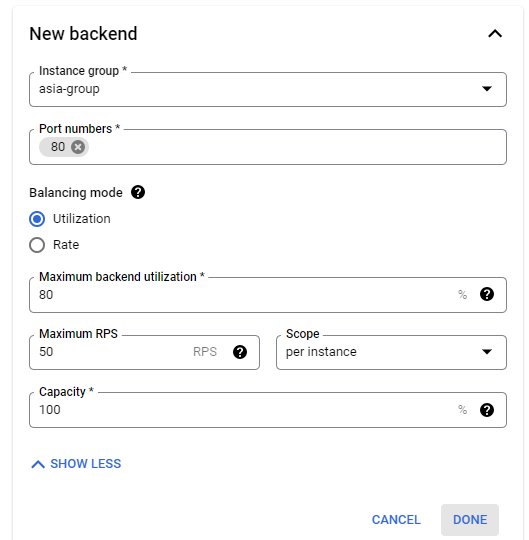 New backend
Instance group *
asia-group
Port numbers *
80
Balancing mode
Utilization
Rate
Maximum backend utilization *
80 %
Maximum RPS
50 RPS
Scope
per instance
Capacity *
100 %
SHOW LESS
CANCEL DONE